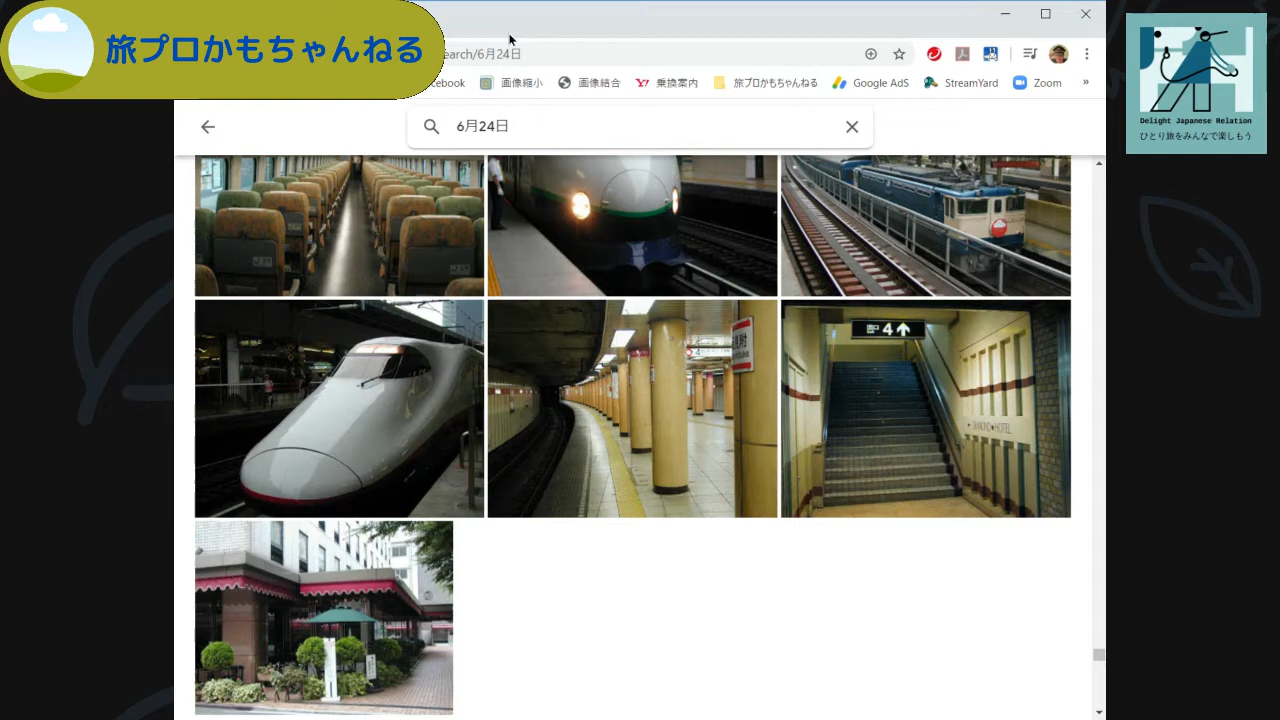 旅プロかもちゃんねる
earch/6月24日
cebook
画像縮小
画像結合
乗換案内
旅プロかもちゃんねる
Google AdS
StreamYard
Zoom
»
6月24日
出口 4
Delight Japanese Relation
ひとり旅をみんなで楽しもう